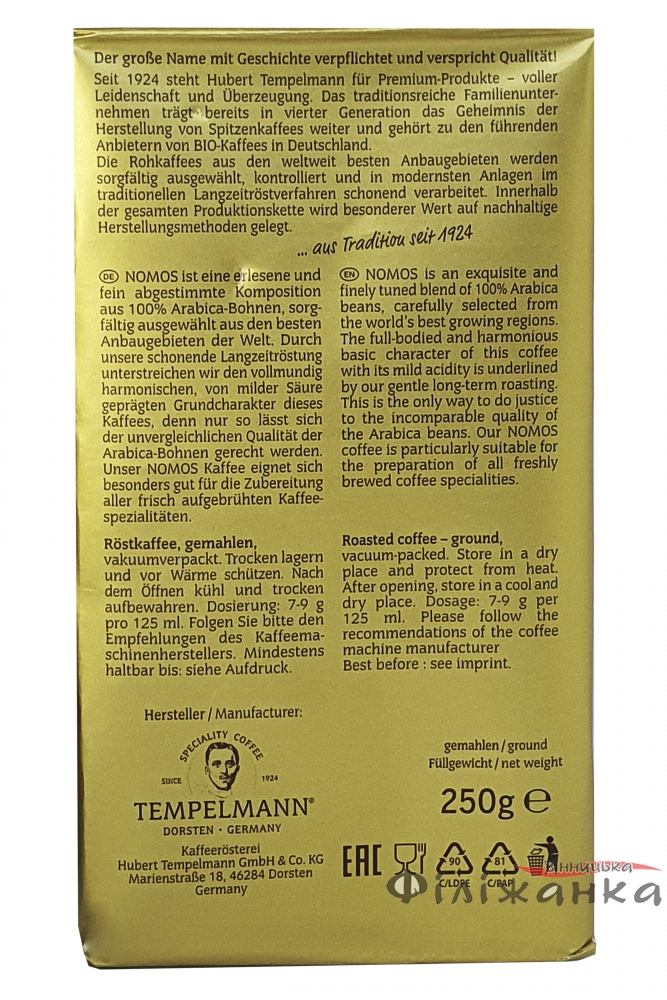 Der große Name mit Geschichte verpflichtet und verspricht Qualität!
Seit 1924 steht Hubert Tempelmann für Premium-Produkte – voller
Leidenschaft und Überzeugung. Das traditionsreiche Familienunter-
nehmen trägt bereits in vierter Generation das Geheimnis der
Herstellung von Spitzenkaffees weiter und gehört zu den führenden
Anbietern von BIO-Kaffees in Deutschland.
Die Rohkaffees aus den weltweit besten Anbaugebieten werden
sorgfältig ausgewählt, kontrolliert und in modernsten Anlagen im
traditionellen Langzeitröstverfahren schonend verarbeitet. Innerhalb
der gesamten Produktionskette wird besonderer Wert auf nachhaltige
Herstellungsmethoden gelegt.
... aus Tradition seit 1924
DE NOMOS ist eine erlesene und
fein abgestimmte Komposition
aus 100% Arabica-Bohnen, sorg-
fältig ausgewählt aus den besten
Anbaugebieten der Welt. Durch
unsere schonende Langzeitröstung
unterstreichen wir den vollmundig
harmonischen, von milder Säure
geprägten Grundcharakter dieses
Kaffees, denn nur so lässt sich
der unvergleichlichen Qualität der
Arabica-Bohnen gerecht werden.
Unser NOMOS Kaffee eignet sich
besonders gut für die Zubereitung
aller frisch aufgebrühten Kaffee-
spezialitäten.
Röstkaffee, gemahlen,
vakuumverpackt. Trocken lagern
und vor Wärme schützen. Nach
dem Öffnen kühl und trocken
aufbewahren. Dosierung: 7-9 g
pro 125 ml. Folgen Sie bitte den
Empfehlungen des Kaffeema-
schinenherstellers. Mindestens
haltbar bis: siehe Aufdruck.
EN NOMOS is an exquisite and
finely tuned blend of 100% Arabica
beans, carefully selected from
the world's best growing regions.
The full-bodied and harmonious
basic character of this coffee
with its mild acidity is underlined
by our gentle long-term roasting.
This is the only way to do justice
to the incomparable quality of
the Arabica beans. Our NOMOS
coffee is particularly suitable for
the preparation of all freshly
brewed coffee specialities.
Roasted coffee – ground,
vacuum-packed. Store in a dry
place and protect from heat.
After opening, store in a cool and
dry place. Dosage: 7-9 g per
125 ml. Please follow the
recommendations of the coffee
machine manufacturer
Best before : see imprint.
Hersteller / Manufacturer:
SPECIALITY COFFEE
SINCE 1924
TEMPELMANN®
DORSTEN · GERMANY
Kaffeerösterei
Hubert Tempelmann GmbH & Co. KG
Marienstraße 18, 46284 Dorsten
Germany
gemahlen / ground
Füllgewicht / net weight
250g ℮
EAC
90 81
C/LDPE C/PAP
Вінницька
Філіжанка